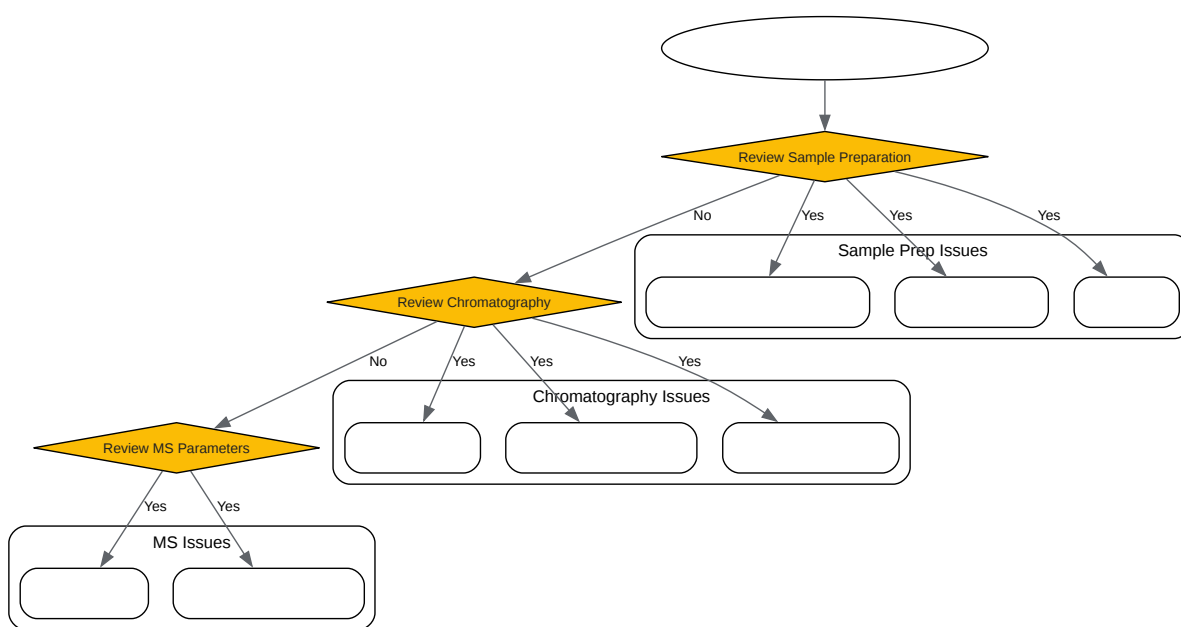 Review Sample Preparation
No
Yes
Yes
Yes
Sample Prep Issues
Review Chromatography
No
Yes
Yes
Yes
Chromatography Issues
Review MS Parameters
Yes
Yes
MS Issues